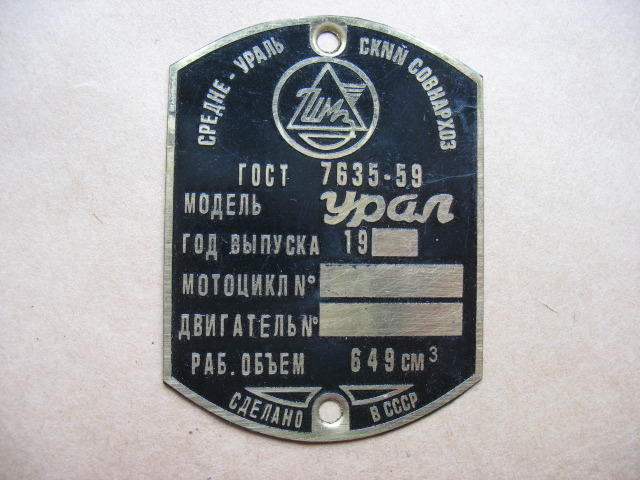 СРЕДНЕ - УРАЛЬ СКИЙ СОВНАРХОЗ
ГОСТ 7635-59
МОДЕЛЬ Урал
ГОД ВЫПУСКА 19
МОТОЦИКЛ №
ДВИГАТЕЛЬ №
РАБ. ОБЪЕМ 649 см³
СДЕЛАНО В СССР